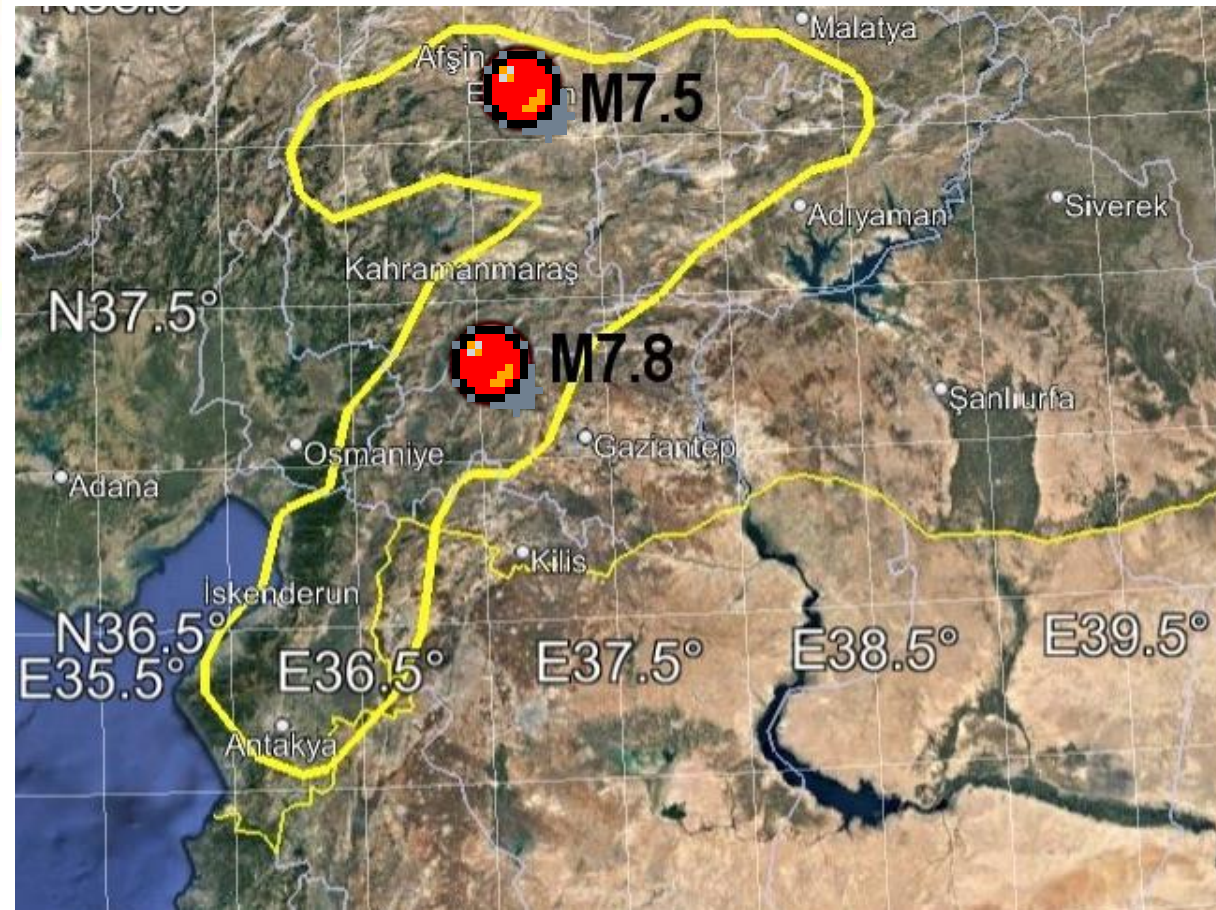 Malatya
Afşin
M7.5
Adıyaman
Siverek
Kahramanmaraş
N37.5°
M7.8
Şanlıurfa
Gaziantep
Osmaniye
Adana
Kilis
İskenderun
N36.5°
E35.5°
E36.5°
E37.5°
E38.5°
E39.5°
Antakya